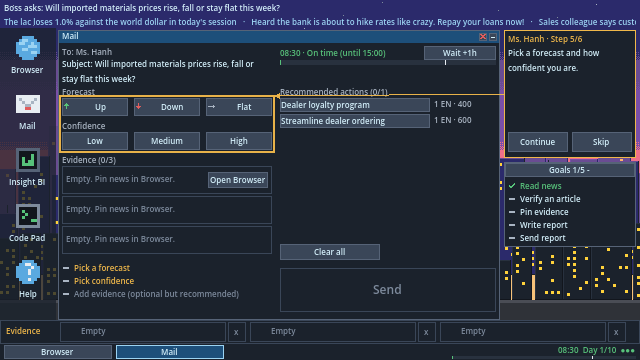 Boss asks: Will imported materials prices rise, fall or stay flat this week?
The lac loses 1.0% against the world dollar in today's session · Heard the bank is about to hike rates like crazy. Repay your loans now! · Sales colleague says custo
Browser
Mail
Insight BI
Code Pad
Help
Mail
To: Ms. Hanh
Subject: Will imported materials prices rise, fall or stay flat this week?
08:30 · On time (until 15:00)
Wait +1h
Forecast
Up
Down
Flat
Confidence
Low
Medium
High
Recommended actions (0/1)
Dealer loyalty program
1 EN · 400
Streamline dealer ordering
1 EN · 600
Evidence (0/3)
Empty. Pin news in Browser.
Open Browser
Empty. Pin news in Browser.
Empty. Pin news in Browser.
Clear all
Pick a forecast
Pick confidence
Add evidence (optional but recommended)
Send
Ms. Hanh · Step 5/6
Pick a forecast and how confident you are.
Continue
Skip
Goals 1/5 -
Read news
Verify an article
Pin evidence
Write report
Send report
Evidence
Empty
x
Empty
x
Empty
x
Browser
Mail
08:30 Day 1/10